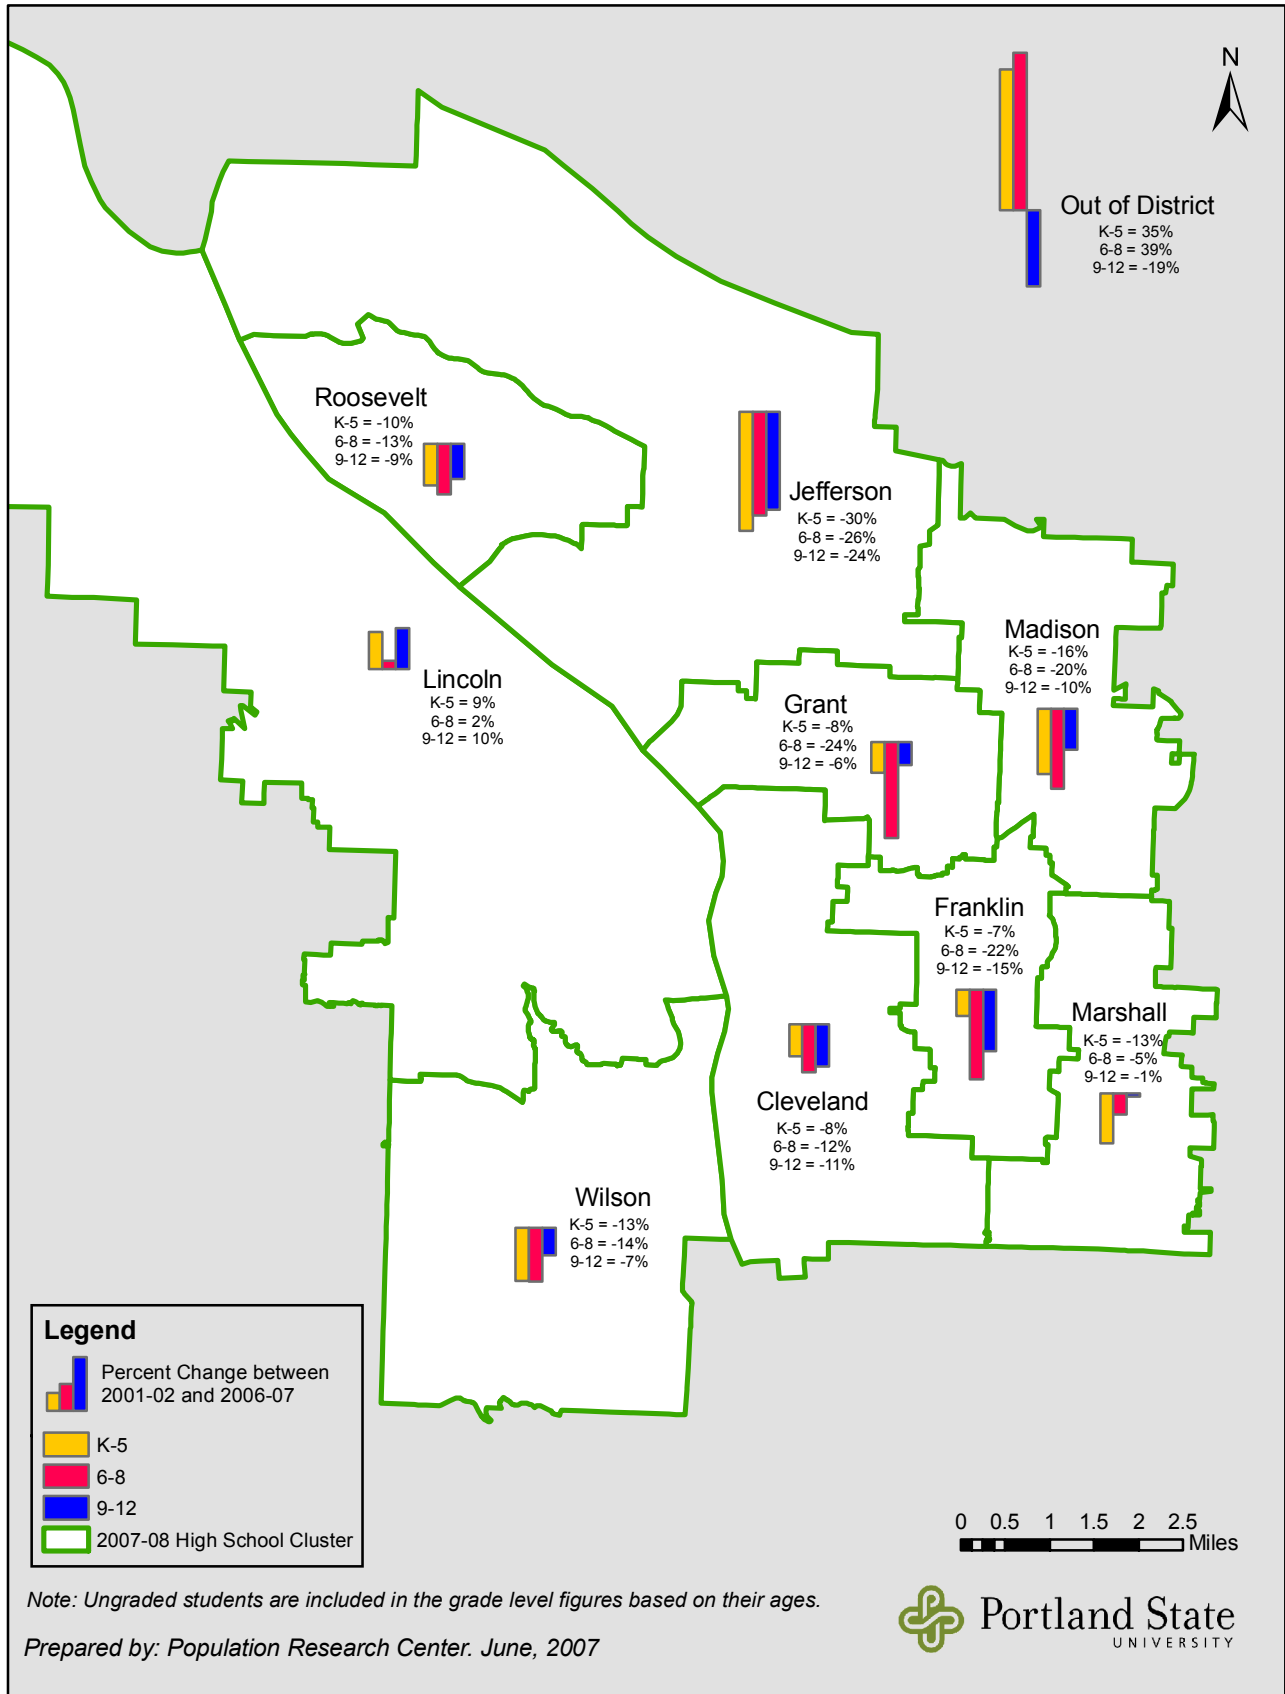 N
Out of District
K-5 = 35%
6-8 = 39%
9-12 = -19%
Roosevelt
K-5 = -10%
6-8 = -13%
9-12 = -9%
Jefferson
K-5 = -30%
6-8 = -26%
9-12 = -24%
Madison
K-5 = -16%
6-8 = -20%
9-12 = -10%
Lincoln
K-5 = 9%
6-8 = 2%
9-12 = 10%
Grant
K-5 = -8%
6-8 = -24%
9-12 = -6%
Franklin
K-5 = -7%
6-8 = -22%
9-12 = -15%
Marshall
K-5 = -13%
6-8 = -5%
9-12 = -1%
Cleveland
K-5 = -8%
6-8 = -12%
9-12 = -11%
Wilson
K-5 = -13%
6-8 = -14%
9-12 = -7%
Legend
Percent Change between
2001-02 and 2006-07
K-5
6-8
9-12
2007-08 High School Cluster
0 0.5 1 1.5 2 2.5
Miles
Note: Ungraded students are included in the grade level figures based on their ages.
Prepared by: Population Research Center. June, 2007
Portland State
UNIVERSITY